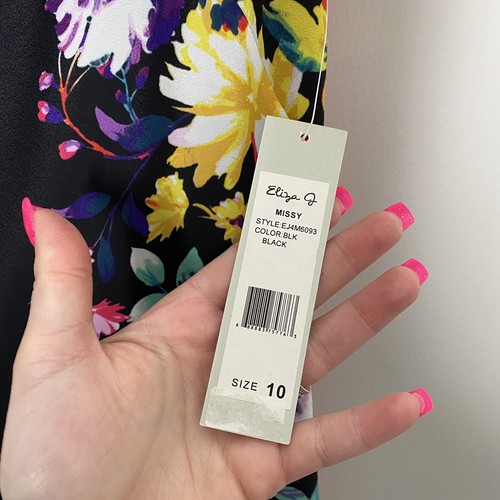 Eliza J
MISSY
STYLE:EJ4M6093
COLOR:BLK
BLACK
SIZE 10